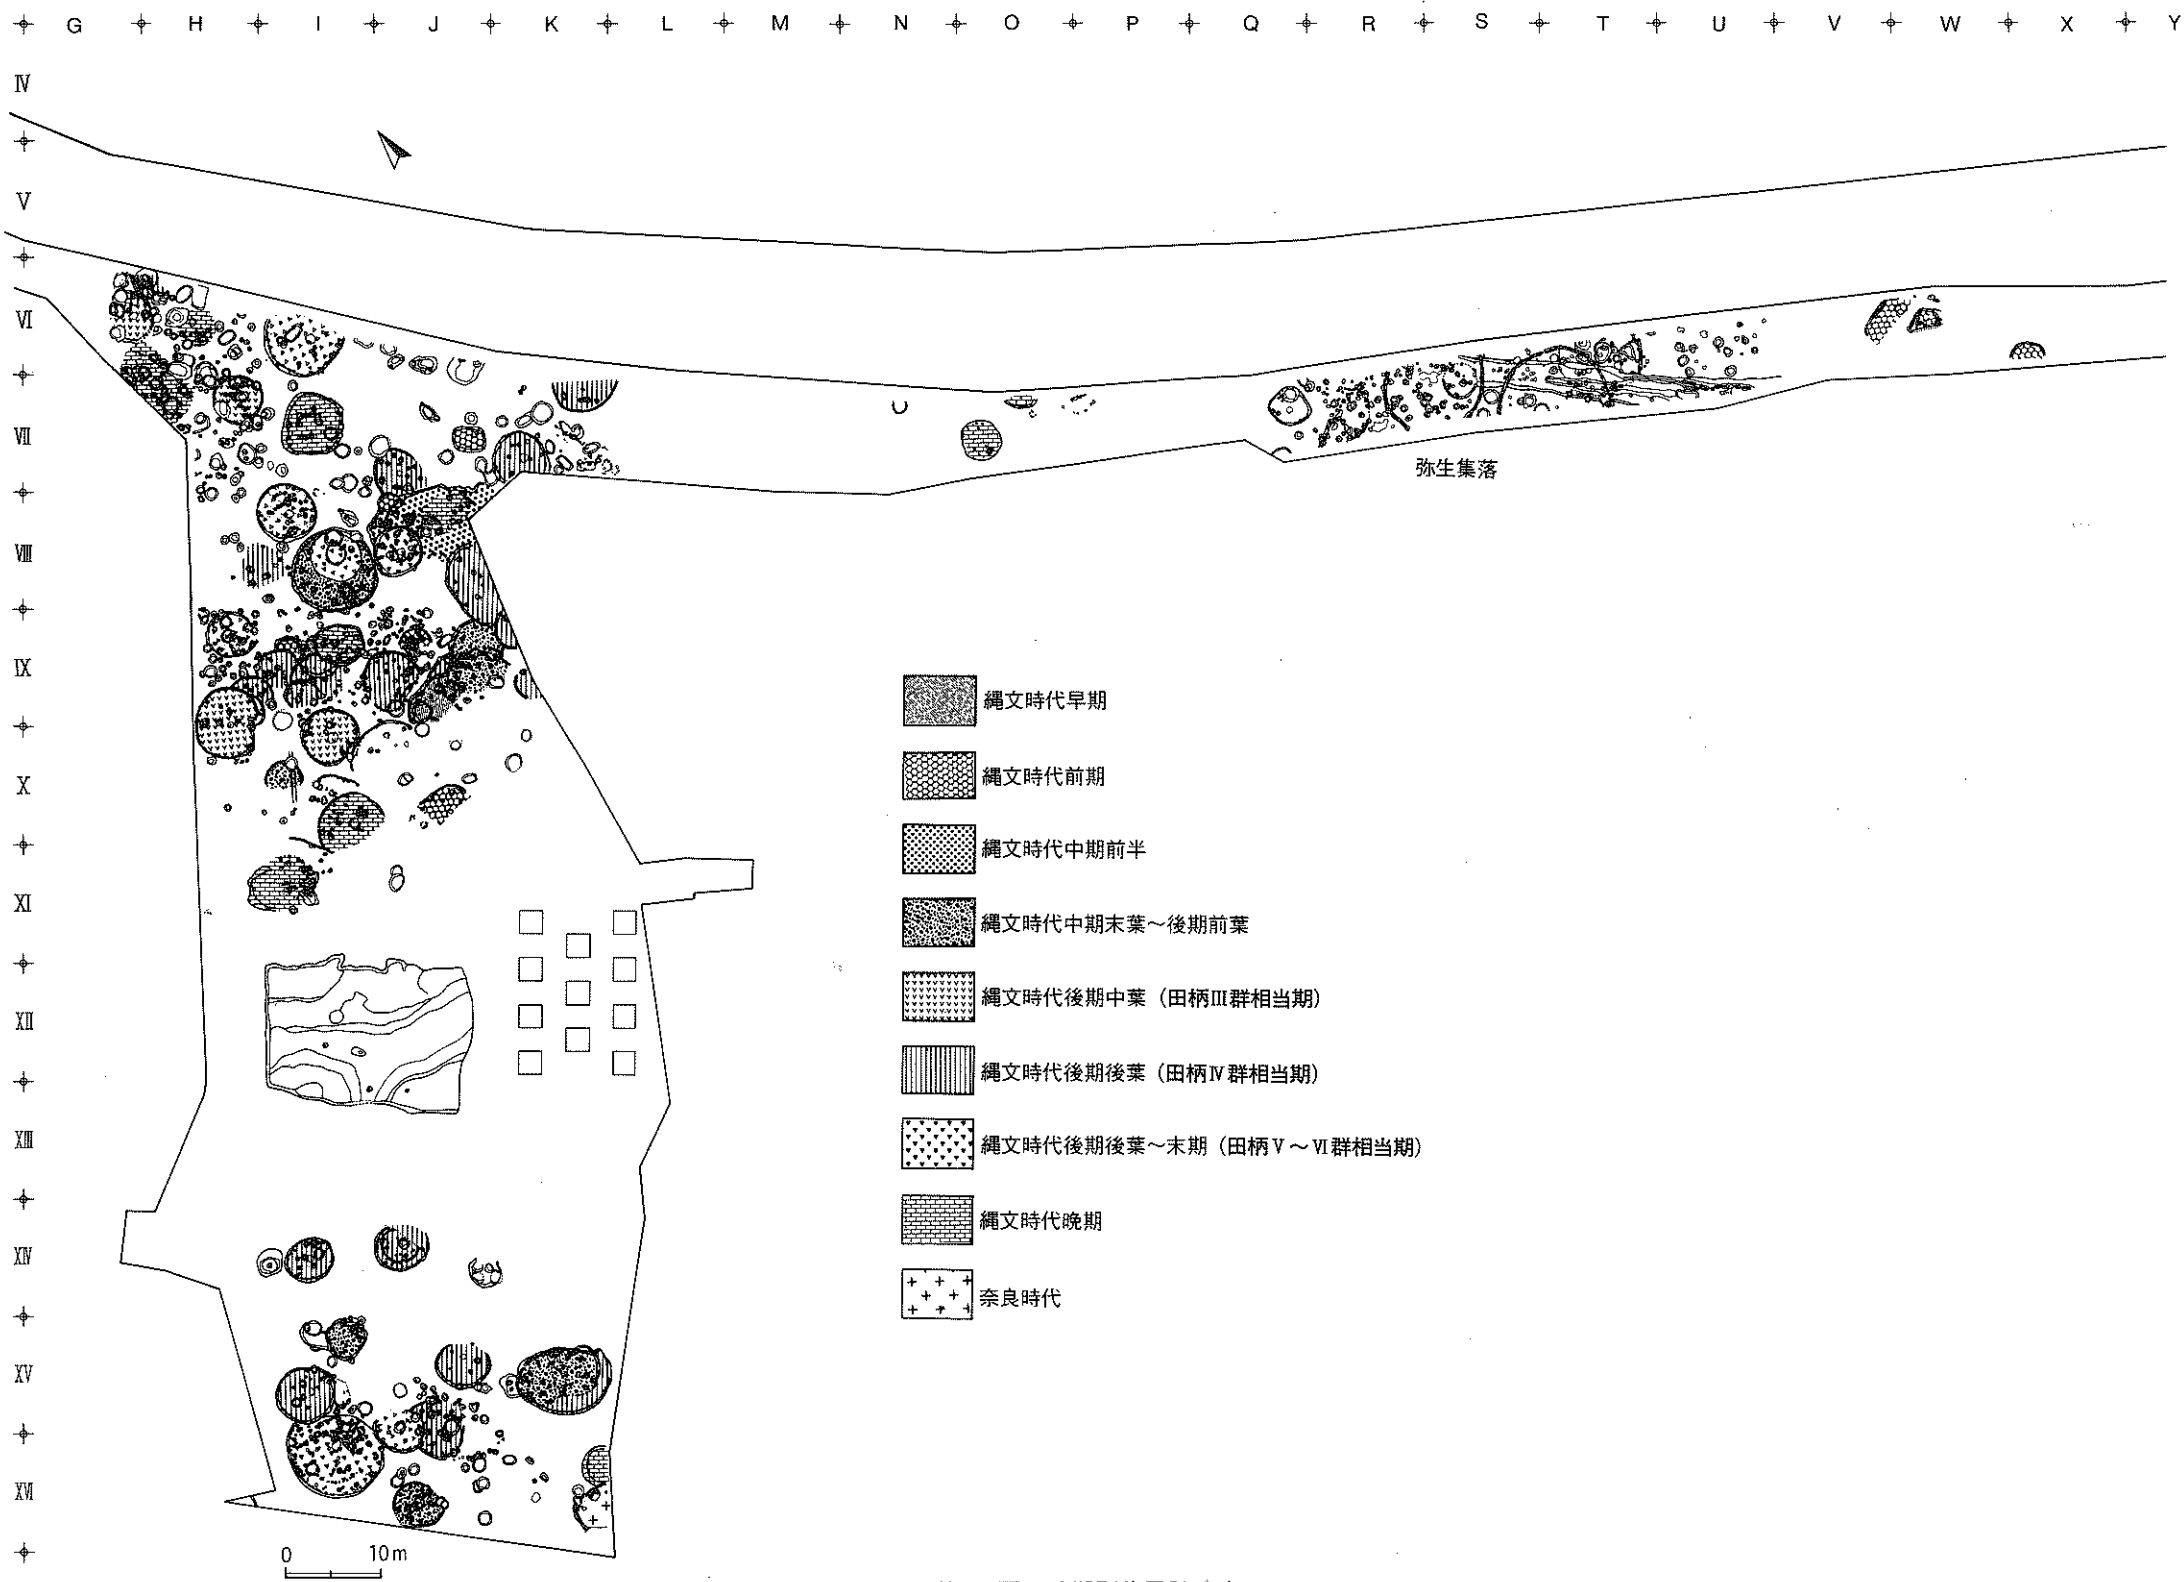 G H I J K L M N O P Q R S T U V W X Y
IV
V
VI
VII
VIII
IX
X
XI
XII
XIII
XIV
XV
XVI
弥生集落
縄文時代早期
縄文時代前期
縄文時代中期前半
縄文時代中期末葉～後期前葉
縄文時代後期中葉（田柄III群相当期）
縄文時代後期後葉（田柄IV群相当期）
縄文時代後期後葉～末期（田柄V～VI群相当期）
縄文時代晩期
奈良時代
0 10m